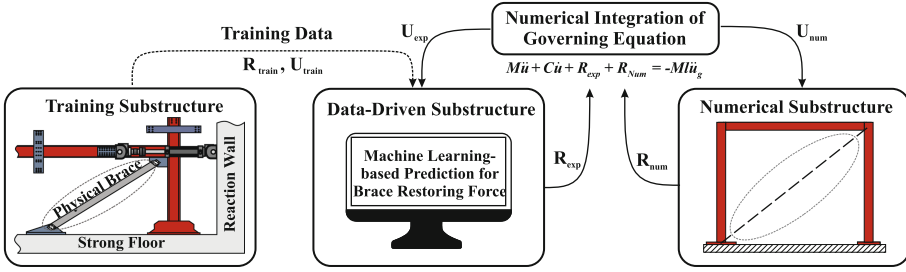 Training Data
R_train , U_train
Training Substructure
Physical Brace
Strong Floor
Reaction Wall
U_exp
Numerical Integration of
Governing Equation
Mü + Cu̇ + R_exp + R_Num = -MIü_g
U_num
Data-Driven Substructure
Machine Learning-
based Prediction for
Brace Restoring Force
R_exp
R_num
Numerical Substructure